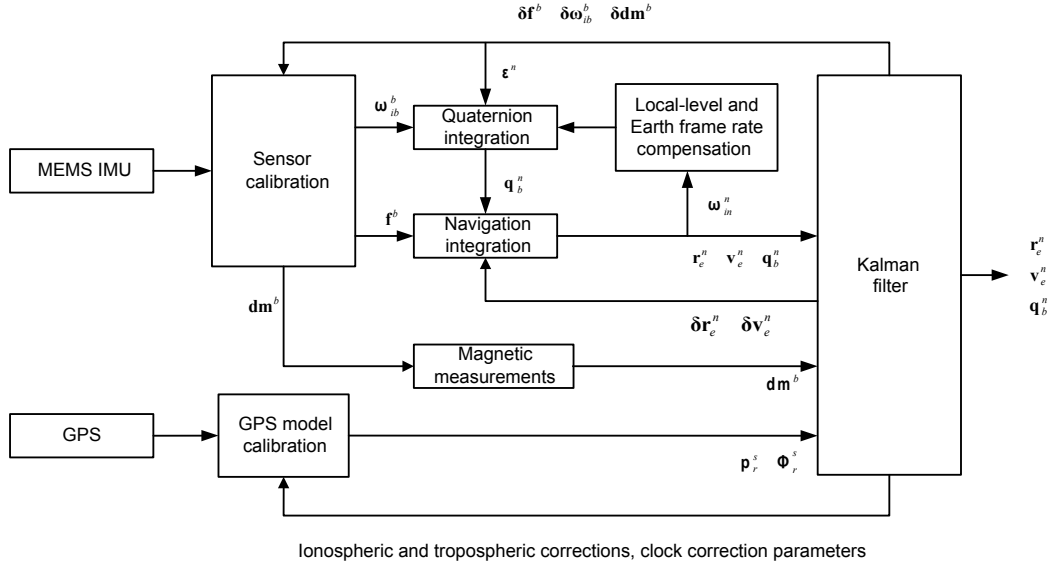 δf^b δω_ib^b δdm^b
ε^n
ω_ib^b
Quaternion
integration
Local-level and
Earth frame rate
compensation
MEMS IMU
Sensor
calibration
q_b^n
ω_in^n
f^b
Navigation
integration
r_e^n v_e^n q_b^n
Kalman
filter
r_e^n
v_e^n
q_b^n
dm^b
δr_e^n δv_e^n
Magnetic
measurements
dm^b
GPS
GPS model
calibration
p_r^s Φ_r^s
Ionospheric and tropospheric corrections, clock correction parameters